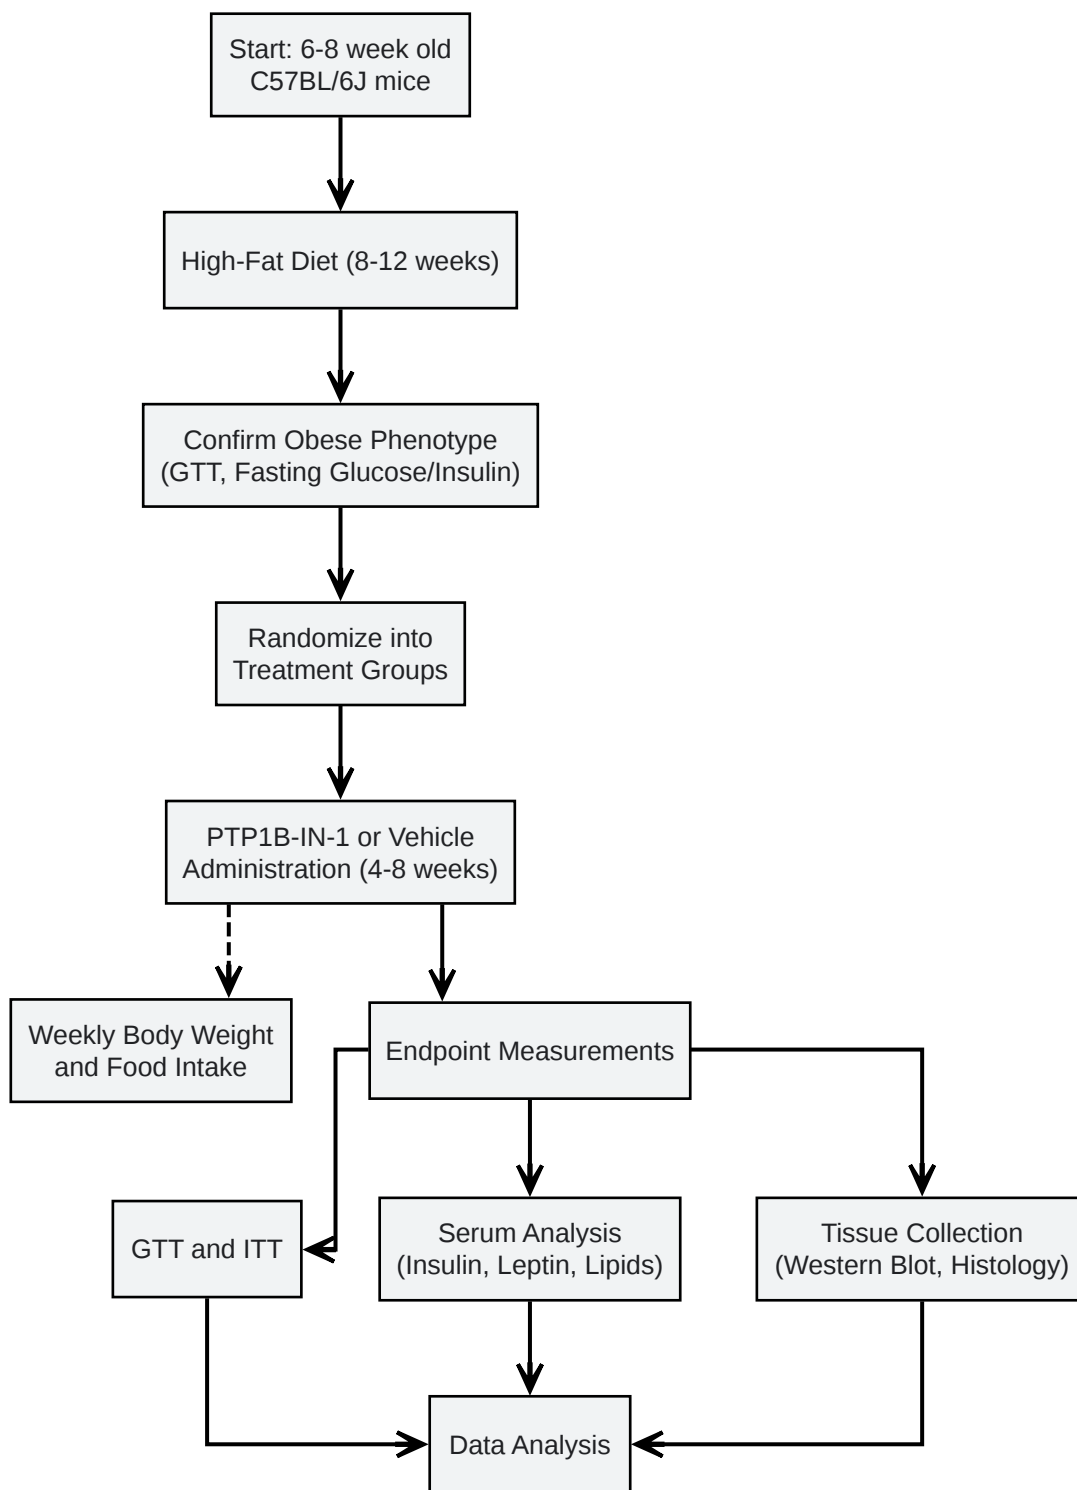 Start: 6-8 week old
C57BL/6J mice
High-Fat Diet (8-12 weeks)
Confirm Obese Phenotype
(GTT, Fasting Glucose/Insulin)
Randomize into
Treatment Groups
PTP1B-IN-1 or Vehicle
Administration (4-8 weeks)
Weekly Body Weight
and Food Intake
Endpoint Measurements
GTT and ITT
Serum Analysis
(Insulin, Leptin, Lipids)
Tissue Collection
(Western Blot, Histology)
Data Analysis